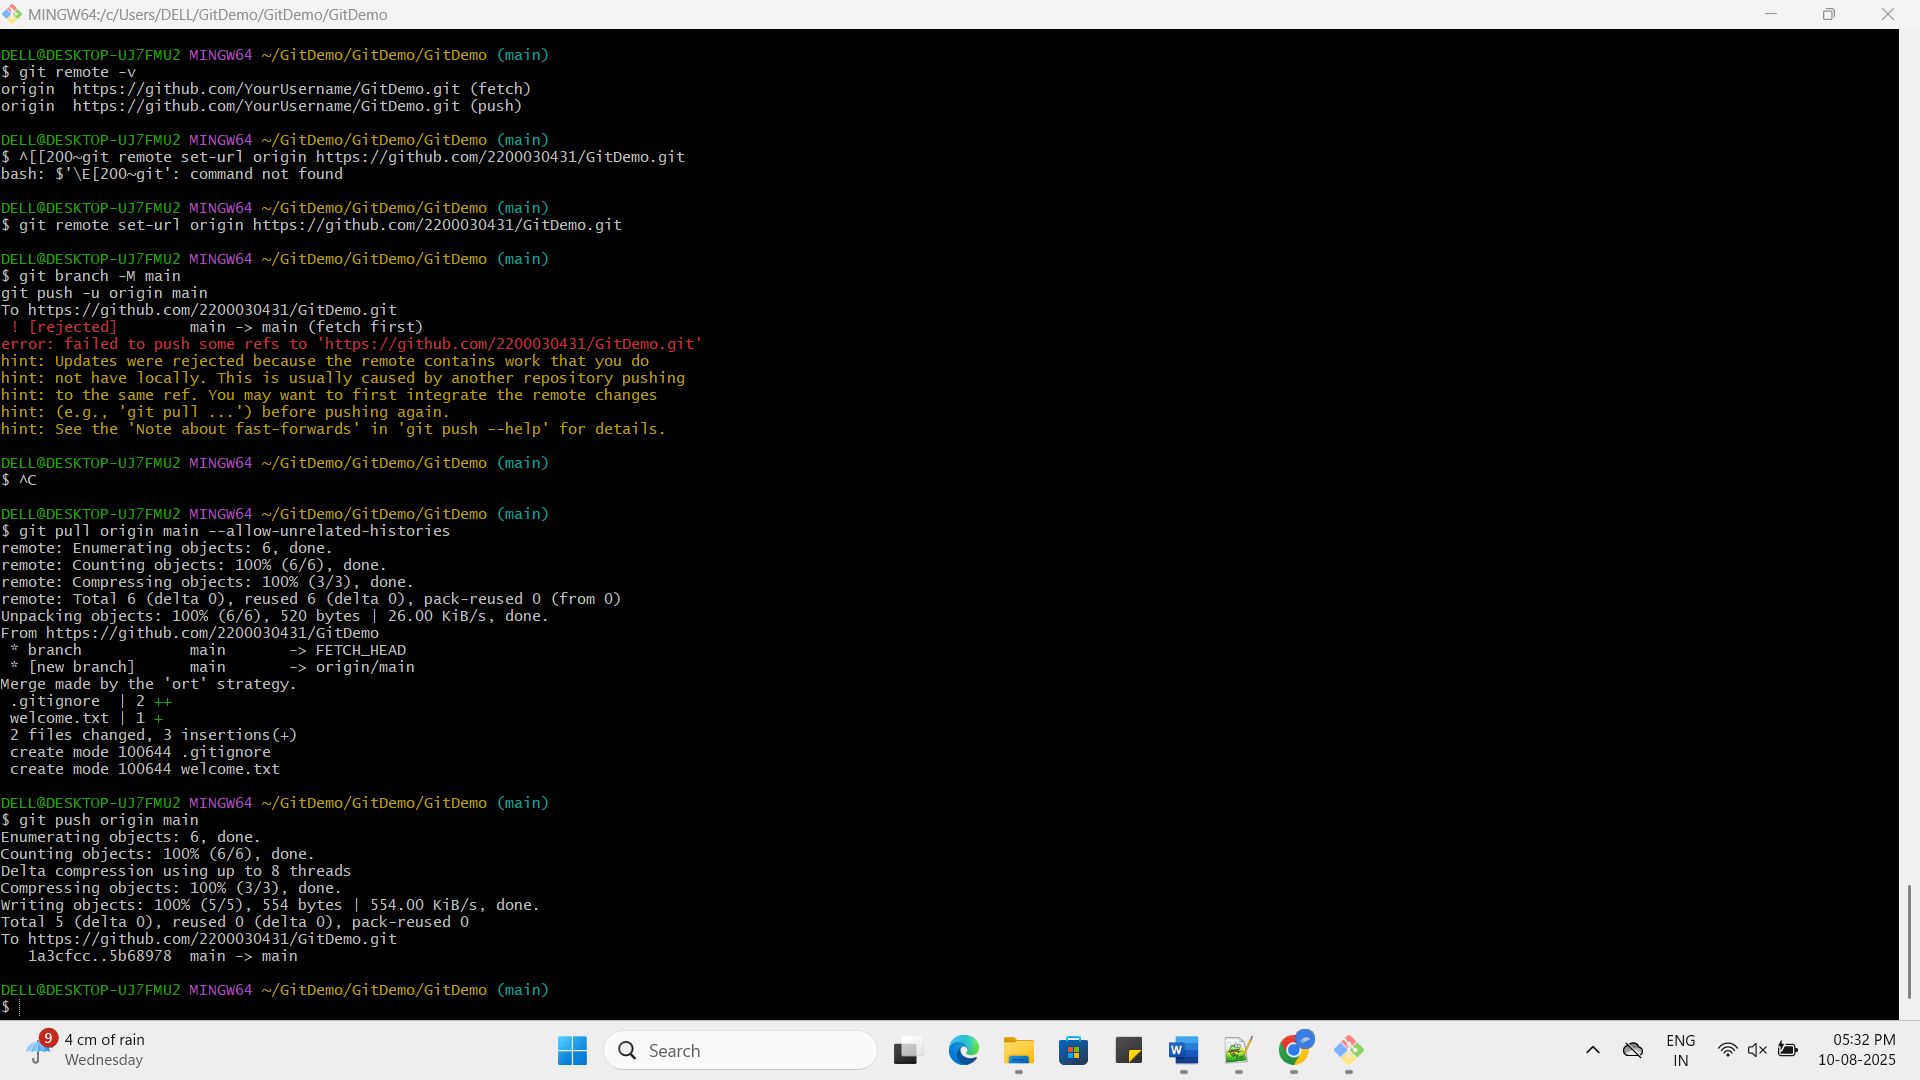 MINGW64:/c/Users/DELL/GitDemo/GitDemo/GitDemo
DELL@DESKTOP-UJ7FMU2 MINGW64 ~/GitDemo/GitDemo/GitDemo (main)
$ git remote -v
origin  https://github.com/YourUsername/GitDemo.git (fetch)
origin  https://github.com/YourUsername/GitDemo.git (push)
DELL@DESKTOP-UJ7FMU2 MINGW64 ~/GitDemo/GitDemo/GitDemo (main)
$ ^[[200~git remote set-url origin https://github.com/2200030431/GitDemo.git
bash: $'\E[200~git': command not found
DELL@DESKTOP-UJ7FMU2 MINGW64 ~/GitDemo/GitDemo/GitDemo (main)
$ git remote set-url origin https://github.com/2200030431/GitDemo.git
DELL@DESKTOP-UJ7FMU2 MINGW64 ~/GitDemo/GitDemo/GitDemo (main)
$ git branch -M main
git push -u origin main
To https://github.com/2200030431/GitDemo.git
 ! [rejected]        main -> main (fetch first)
error: failed to push some refs to 'https://github.com/2200030431/GitDemo.git'
hint: Updates were rejected because the remote contains work that you do
hint: not have locally. This is usually caused by another repository pushing
hint: to the same ref. You may want to first integrate the remote changes
hint: (e.g., 'git pull ...') before pushing again.
hint: See the 'Note about fast-forwards' in 'git push --help' for details.
DELL@DESKTOP-UJ7FMU2 MINGW64 ~/GitDemo/GitDemo/GitDemo (main)
$ ^C
DELL@DESKTOP-UJ7FMU2 MINGW64 ~/GitDemo/GitDemo/GitDemo (main)
$ git pull origin main --allow-unrelated-histories
remote: Enumerating objects: 6, done.
remote: Counting objects: 100% (6/6), done.
remote: Compressing objects: 100% (3/3), done.
remote: Total 6 (delta 0), reused 6 (delta 0), pack-reused 0 (from 0)
Unpacking objects: 100% (6/6), 520 bytes | 26.00 KiB/s, done.
From https://github.com/2200030431/GitDemo
 * branch            main       -> FETCH_HEAD
 * [new branch]      main       -> origin/main
Merge made by the 'ort' strategy.
 .gitignore  | 2 ++
 welcome.txt | 1 +
 2 files changed, 3 insertions(+)
 create mode 100644 .gitignore
 create mode 100644 welcome.txt
DELL@DESKTOP-UJ7FMU2 MINGW64 ~/GitDemo/GitDemo/GitDemo (main)
$ git push origin main
Enumerating objects: 6, done.
Counting objects: 100% (6/6), done.
Delta compression using up to 8 threads
Compressing objects: 100% (3/3), done.
Writing objects: 100% (5/5), 554 bytes | 554.00 KiB/s, done.
Total 5 (delta 0), reused 0 (delta 0), pack-reused 0
To https://github.com/2200030431/GitDemo.git
   1a3cfcc..5b68978  main -> main
DELL@DESKTOP-UJ7FMU2 MINGW64 ~/GitDemo/GitDemo/GitDemo (main)
$
9
4 cm of rain
Wednesday
Search
W
ENG
IN
05:32 PM
10-08-2025